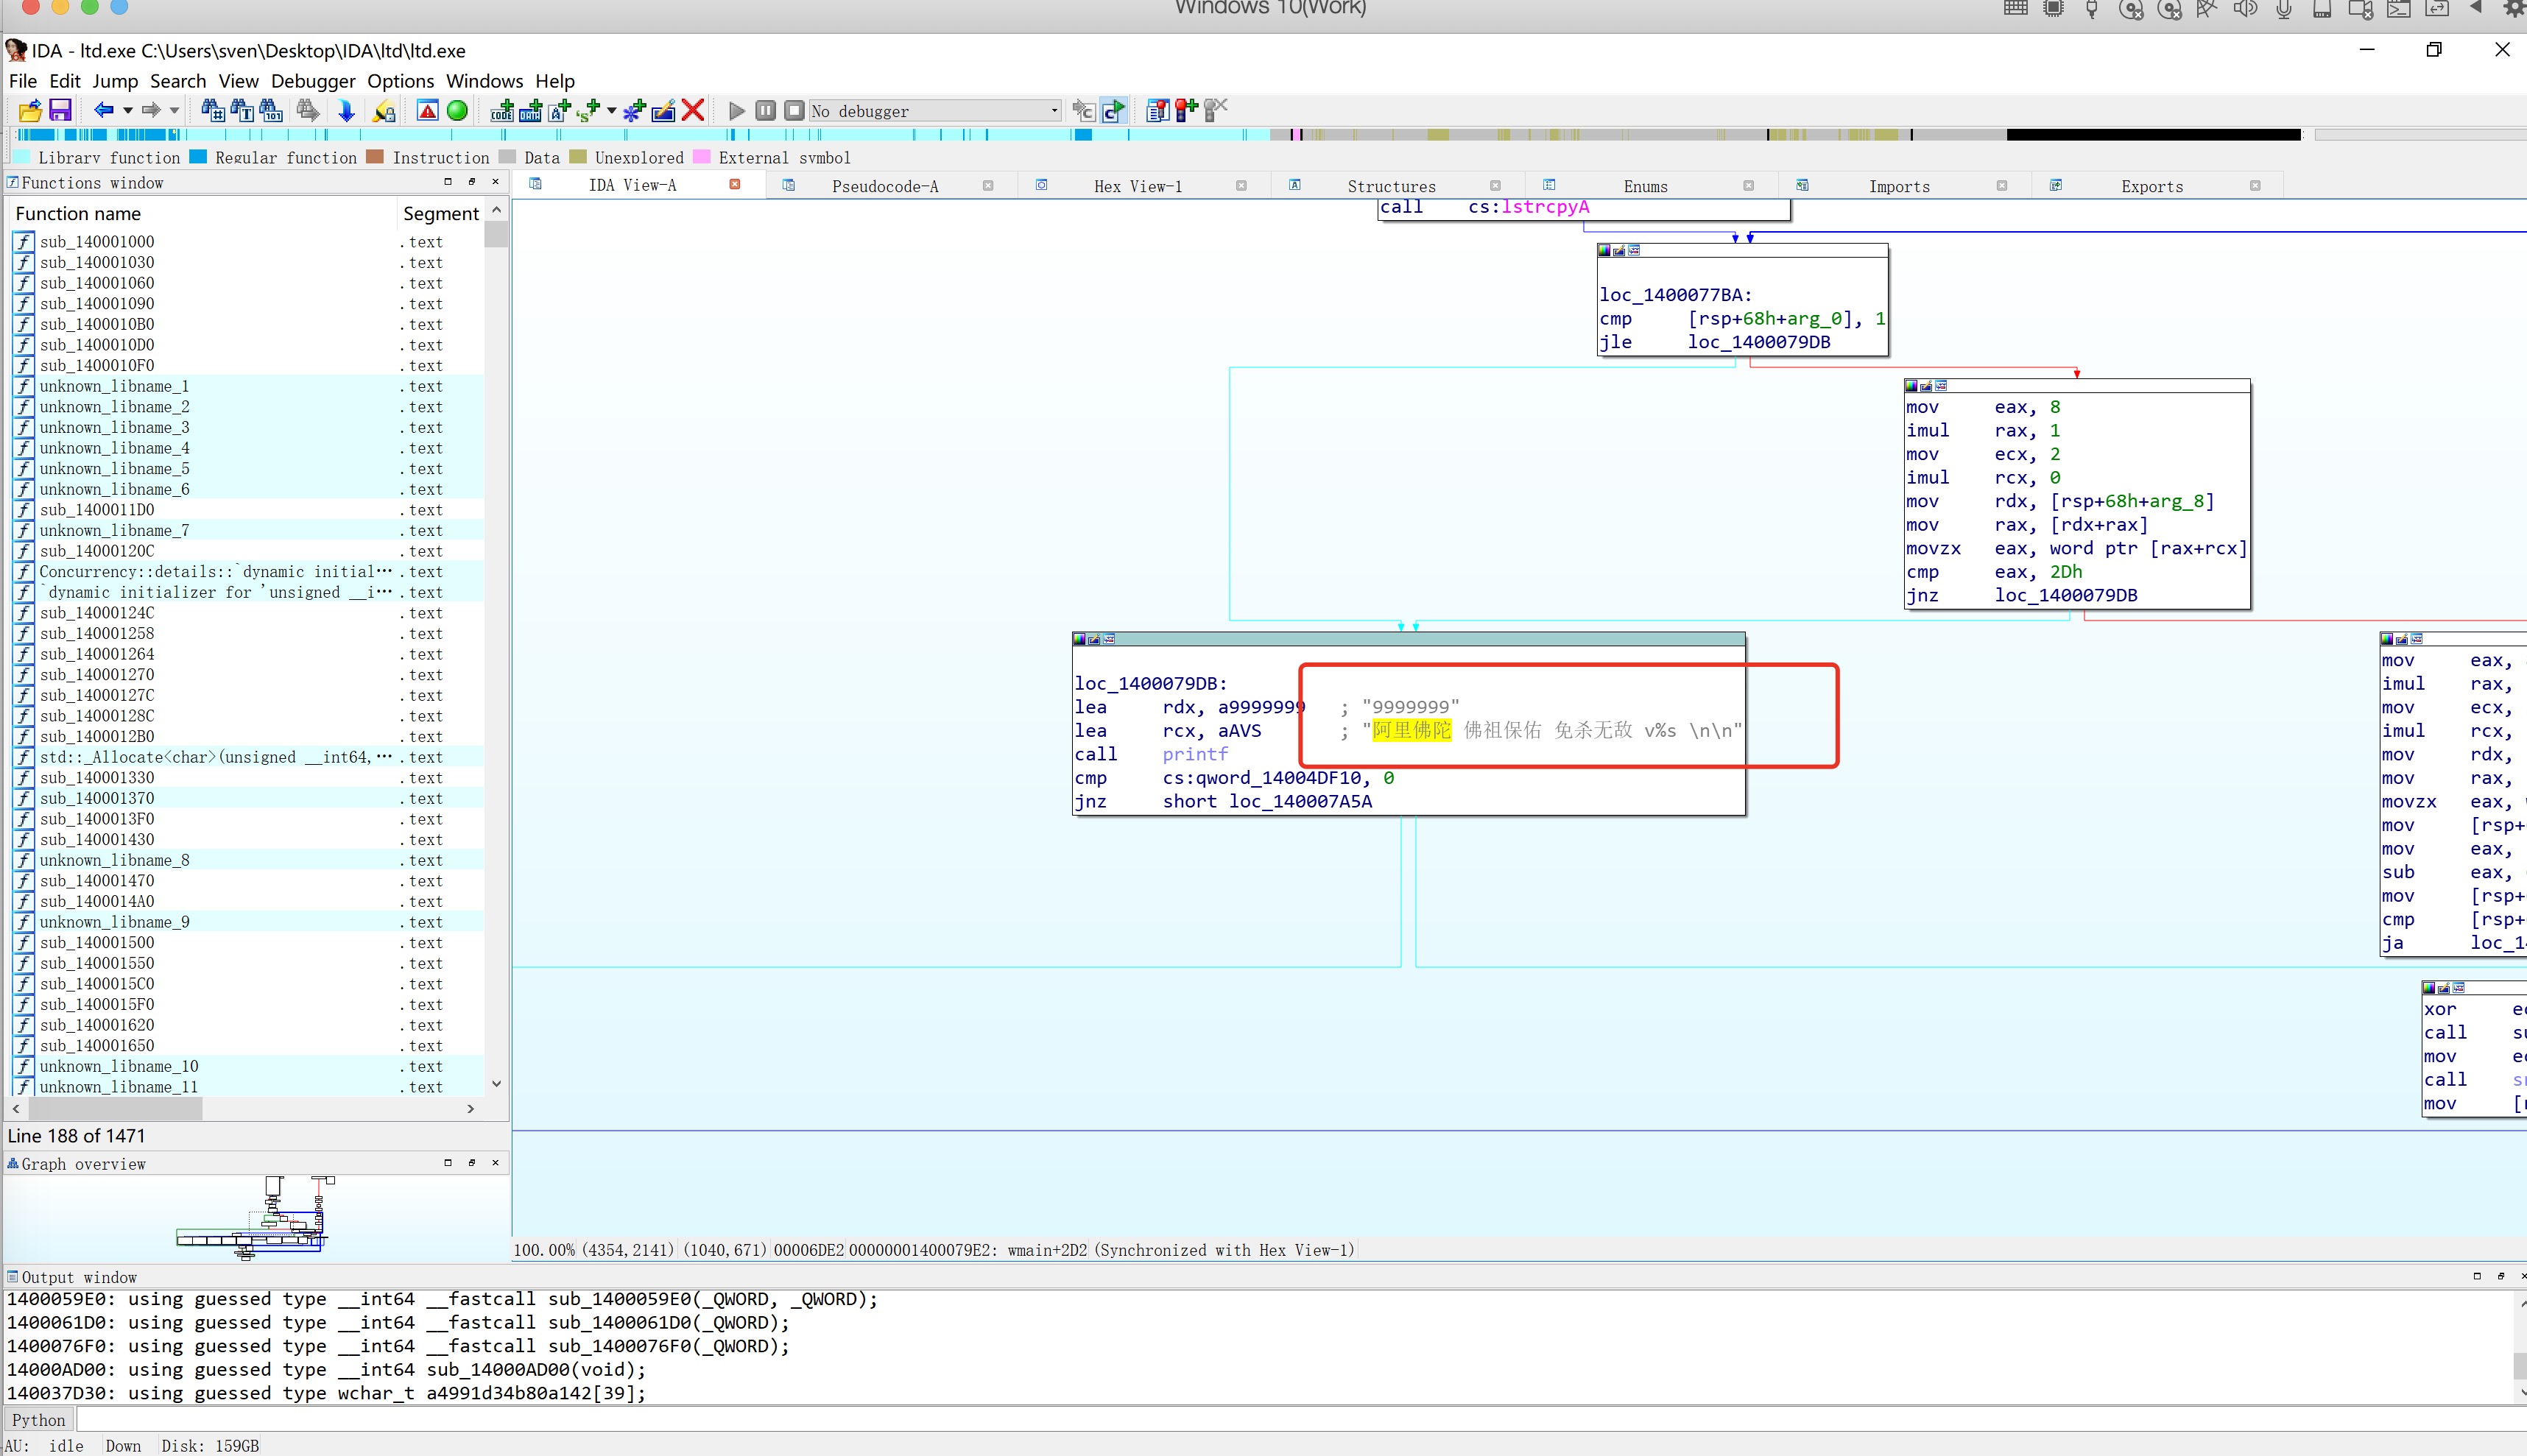 Windows 10(Work)
IDA - ltd.exe C:\Users\sven\Desktop\IDA\ltd\ltd.exe
File Edit Jump Search View Debugger Options Windows Help
No debugger
Library function Regular function Instruction Data Unexplored External symbol
Functions window
IDA View-A Pseudocode-A Hex View-1 Structures Enums Imports Exports
Function name Segment
sub_140001000 .text
sub_140001030 .text
sub_140001060 .text
sub_140001090 .text
sub_1400010B0 .text
sub_1400010D0 .text
sub_1400010F0 .text
unknown_libname_1 .text
unknown_libname_2 .text
unknown_libname_3 .text
unknown_libname_4 .text
unknown_libname_5 .text
unknown_libname_6 .text
sub_1400011D0 .text
unknown_libname_7 .text
sub_14000120C .text
Concurrency::details::`dynamic initial… .text
`dynamic initializer for 'unsigned __i… .text
sub_14000124C .text
sub_140001258 .text
sub_140001264 .text
sub_140001270 .text
sub_14000127C .text
sub_14000128C .text
sub_1400012B0 .text
std::_Allocate<char>(unsigned __int64,… .text
sub_140001330 .text
sub_140001370 .text
sub_1400013F0 .text
sub_140001430 .text
unknown_libname_8 .text
sub_140001470 .text
sub_1400014A0 .text
unknown_libname_9 .text
sub_140001500 .text
sub_140001550 .text
sub_1400015C0 .text
sub_1400015F0 .text
sub_140001620 .text
sub_140001650 .text
unknown_libname_10 .text
unknown_libname_11 .text
Line 188 of 1471
Graph overview
call cs:lstrcpyA
loc_1400077BA:
cmp [rsp+68h+arg_0], 1
jle loc_1400079DB
mov eax, 8
imul rax, 1
mov ecx, 2
imul rcx, 0
mov rdx, [rsp+68h+arg_8]
mov rax, [rdx+rax]
movzx eax, word ptr [rax+rcx]
cmp eax, 2Dh
jnz loc_1400079DB
loc_1400079DB:
lea rdx, a9999999 ; "9999999"
lea rcx, aAVS ; "阿里佛陀 佛祖保佑 免杀无敌 v%s \n\n"
call printf
cmp cs:qword_14004DF10, 0
jnz short loc_140007A5A
mov eax,
imul rax,
mov ecx,
imul rcx,
mov rdx,
mov rax,
movzx eax,
mov [rsp+
mov eax,
sub eax,
mov [rsp+
cmp [rsp+
ja loc_1
xor
call
mov
call
mov
100.00% (4354,2141) (1040,671) 00006DE2 00000001400079E2: wmain+2D2 (Synchronized with Hex View-1)
Output window
1400059E0: using guessed type __int64 __fastcall sub_1400059E0(_QWORD, _QWORD);
1400061D0: using guessed type __int64 __fastcall sub_1400061D0(_QWORD);
1400076F0: using guessed type __int64 __fastcall sub_1400076F0(_QWORD);
14000AD00: using guessed type __int64 sub_14000AD00(void);
140037D30: using guessed type wchar_t a4991d34b80a142[39];
Python
AU: idle Down Disk: 159GB